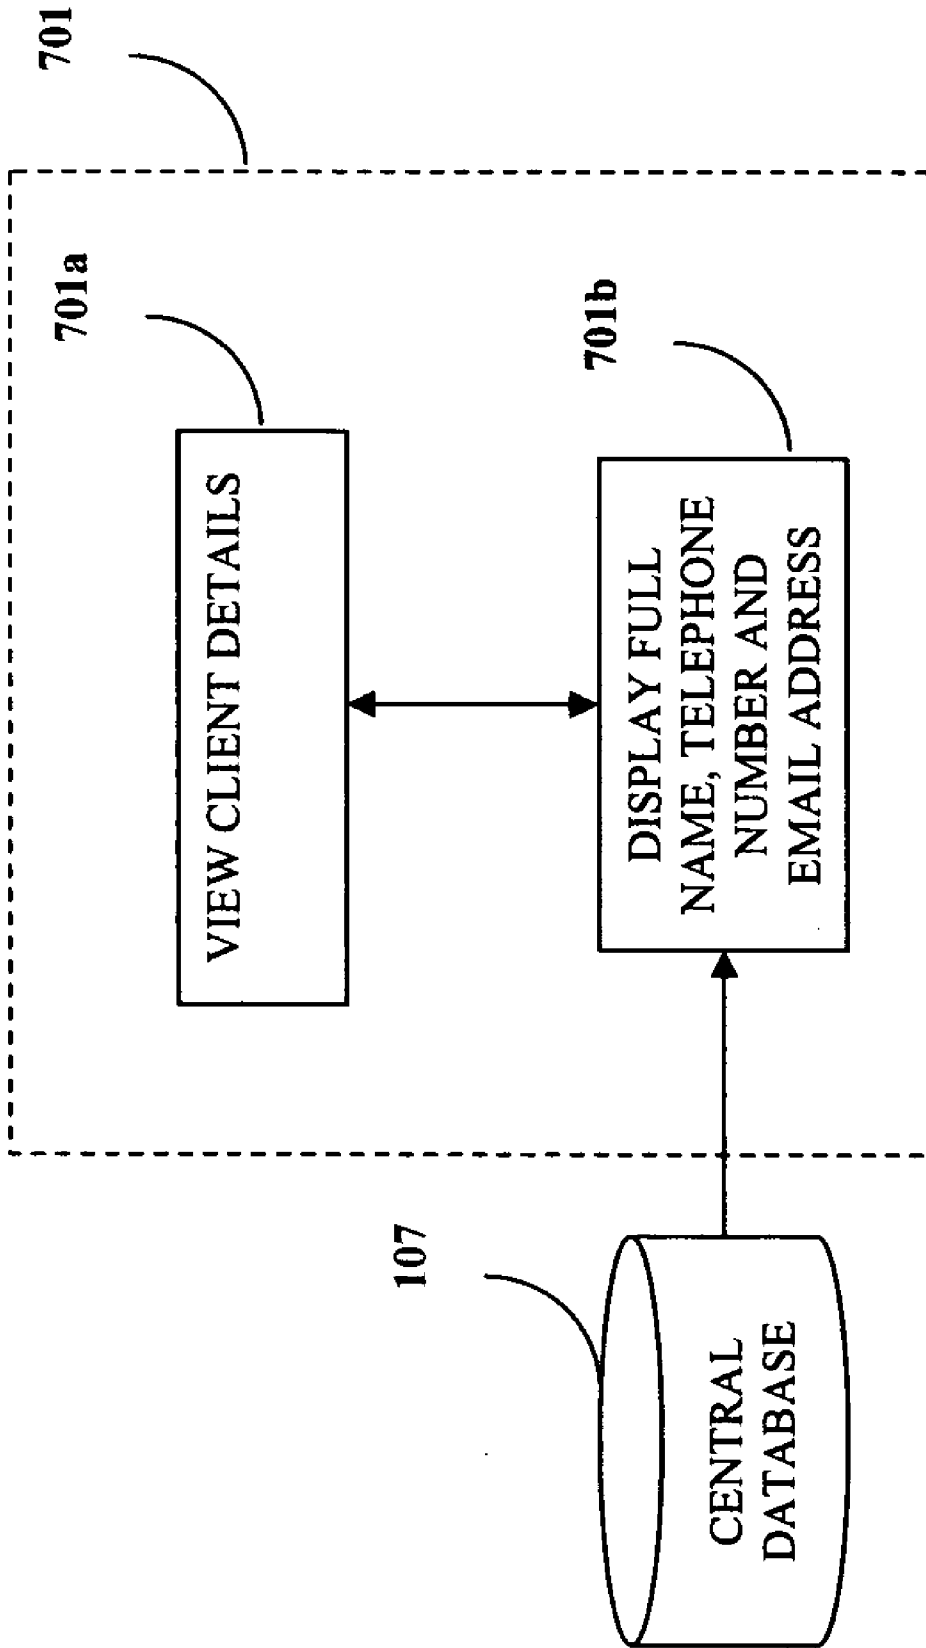 701
701a
VIEW CLIENT DETAILS
701b
DISPLAY FULL
NAME, TELEPHONE
NUMBER AND
EMAIL ADDRESS
107
CENTRAL
DATABASE